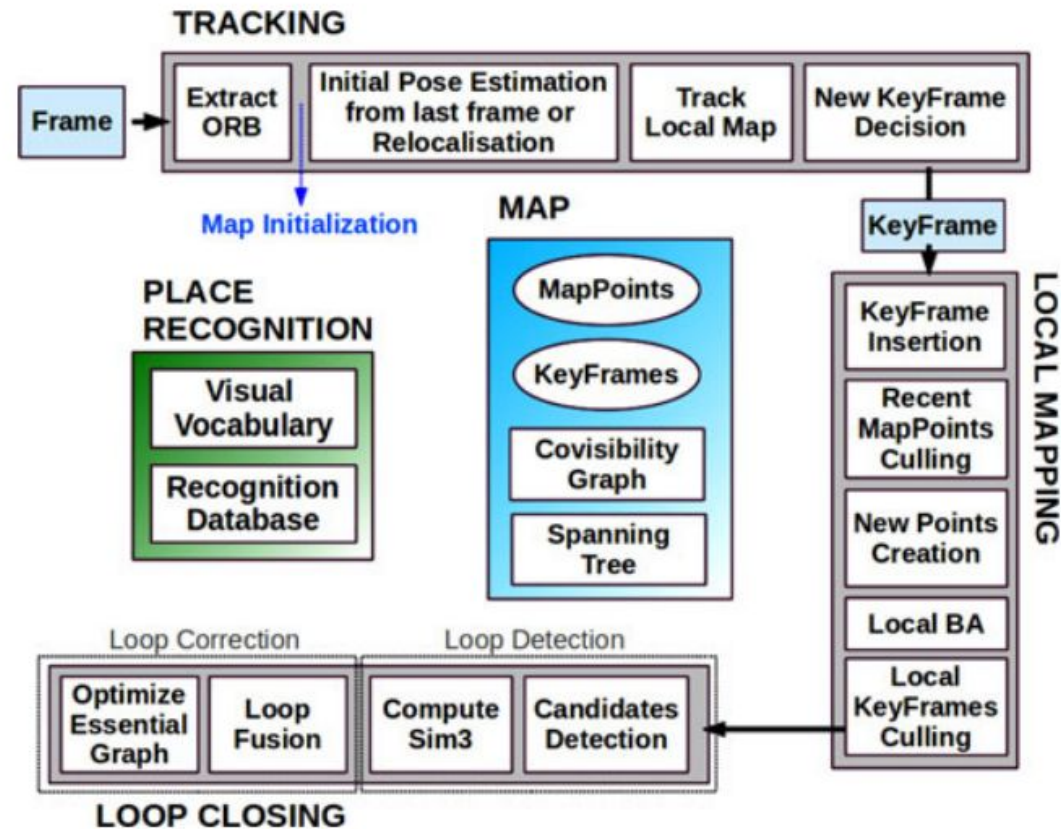 TRACKING
Frame
Extract
ORB
Initial Pose Estimation
from last frame or
Relocalisation
Track
Local Map
New KeyFrame
Decision
Map Initialization
MAP
KeyFrame
PLACE
RECOGNITION
Visual
Vocabulary
Recognition
Database
MapPoints
KeyFrames
Covisibility
Graph
Spanning
Tree
LOCAL MAPPING
KeyFrame
Insertion
Recent
MapPoints
Culling
New Points
Creation
Local BA
Local
KeyFrames
Culling
Loop Correction
Loop Detection
Optimize
Essential
Graph
Loop
Fusion
Compute
Sim3
Candidates
Detection
LOOP CLOSING